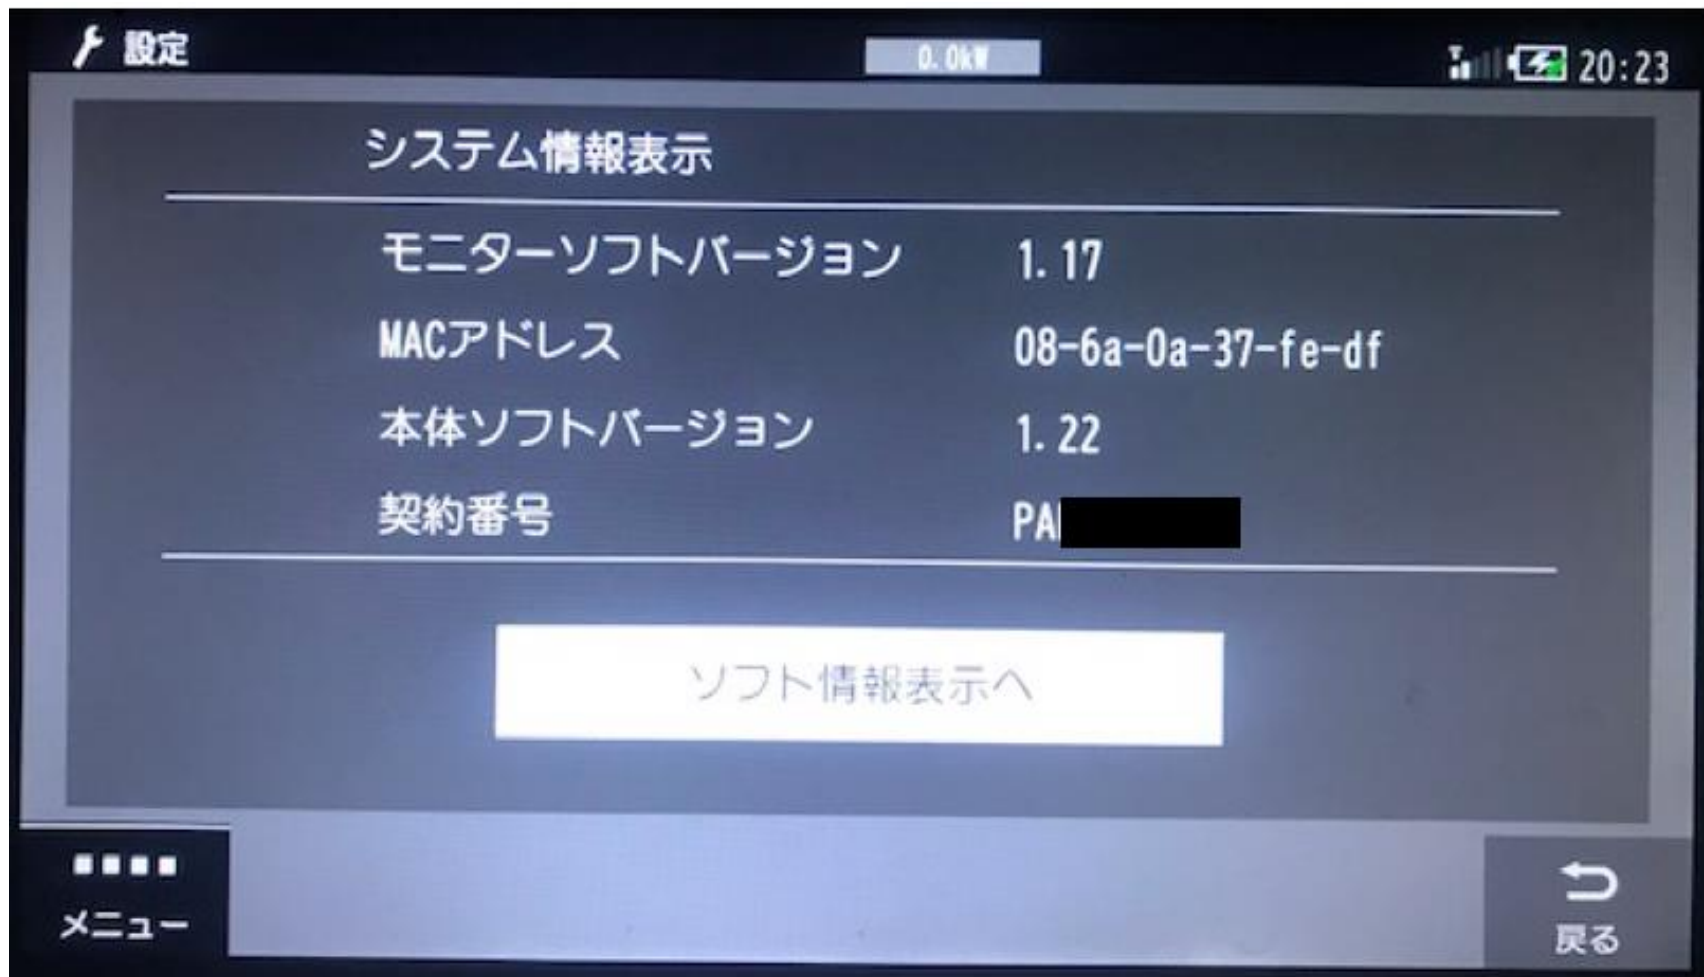 設定
0.0kW
20:23
システム情報表示
モニターソフトバージョン 1.17
MACアドレス 08-6a-0a-37-fe-df
本体ソフトバージョン 1.22
契約番号 PA
ソフト情報表示へ
メニュー
戻る